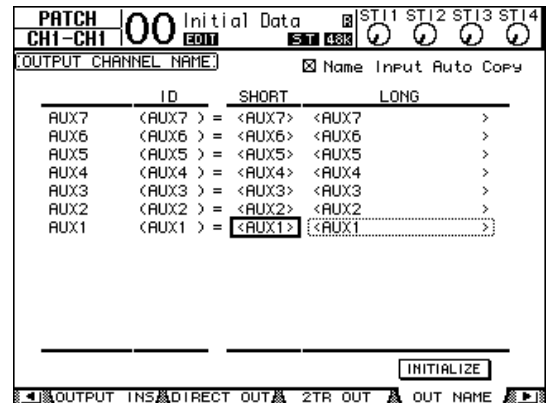 PATCH 00 Initial Data R STI1 STI2 STI3 STI4
CH1-CH1 EDIT ST 48K
OUTPUT CHANNEL NAME Name Input Auto Copy
ID SHORT LONG
AUX7 (AUX7 ) = <AUX7> <AUX7 >
AUX6 (AUX6 ) = <AUX6> <AUX6 >
AUX5 (AUX5 ) = <AUX5> <AUX5 >
AUX4 (AUX4 ) = <AUX4> <AUX4 >
AUX3 (AUX3 ) = <AUX3> <AUX3 >
AUX2 (AUX2 ) = <AUX2> <AUX2 >
AUX1 (AUX1 ) = <AUX1> <AUX1 >
INITIALIZE
OUTPUT INS DIRECT OUT 2TR OUT OUT NAME